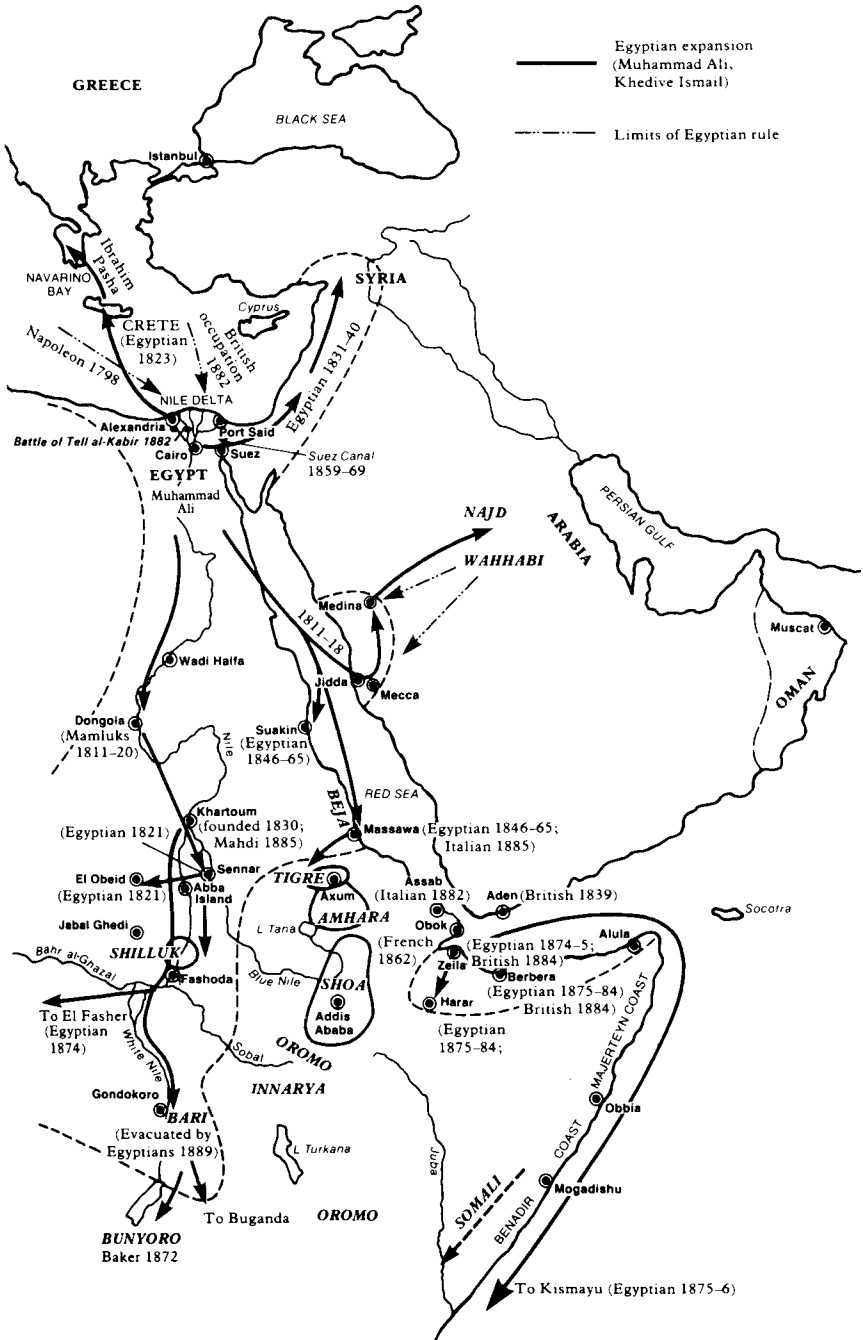 Egyptian expansion
(Muhammad Ali,
Khedive Ismail)
Limits of Egyptian rule
GREECE
BLACK SEA
Istanbul
Ibrahim
Pasha
NAVARINO
BAY
SYRIA
Cyprus
CRETE
(Egyptian
1823)
British
occupation
1882
Napoleon 1798
Egyptian 1831–40
NILE DELTA
Alexandria
Port Said
Battle of Tell al-Kabir 1882
Cairo
Suez
Suez Canal
1859–69
EGYPT
Muhammad
Ali
PERSIAN GULF
NAJD
ARABIA
WAHHABI
Medina
1811–18
Muscat
Wadi Halfa
Jidda
Mecca
OMAN
Dongola
(Mamluks
1811–20)
Nile
Suakin
(Egyptian
1846–65)
BEJA
RED SEA
Khartoum
(founded 1830;
Mahdi 1885)
(Egyptian 1821)
Massawa (Egyptian 1846–65;
Italian 1885)
Sennar
El Obeid
(Egyptian 1821)
Abba
Island
TIGRE
Axum
Assab
(Italian 1882)
Aden (British 1839)
Socotra
Jabal Ghedi
AMHARA
L Tana
Obok
(French
1862)
Alula
SHILLUK
Zeila
(Egyptian 1874–5;
British 1884)
Bahr al-Ghazal
Fashoda
Blue Nile
SHOA
Berbera
(Egyptian 1875–84)
British 1884)
Harar
(Egyptian
1875–84;
To El Fasher
(Egyptian
1874)
Addis
Ababa
White Nile
Sobat
OROMO
INNARYA
MAJERTEYN COAST
Gondokoro
BARI
(Evacuated by
Egyptians 1889)
Obbia
L Turkana
Juba
SOMALI
BENADIR COAST
Mogadishu
To Buganda
OROMO
BUNYORO
Baker 1872
To Kismayu (Egyptian 1875–6)